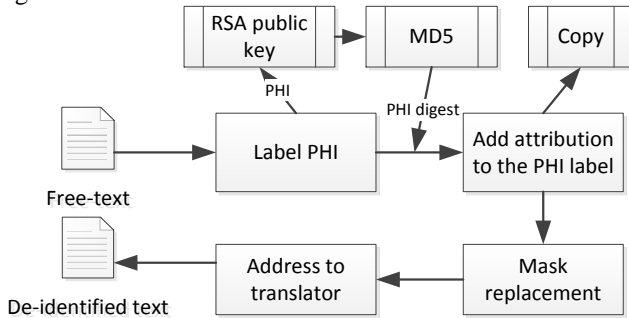 RSA public
key
MD5
Copy
PHI
PHI digest
Label PHI
Add attribution
to the PHI label
Free-text
Address to
translator
Mask
replacement
De-identified text